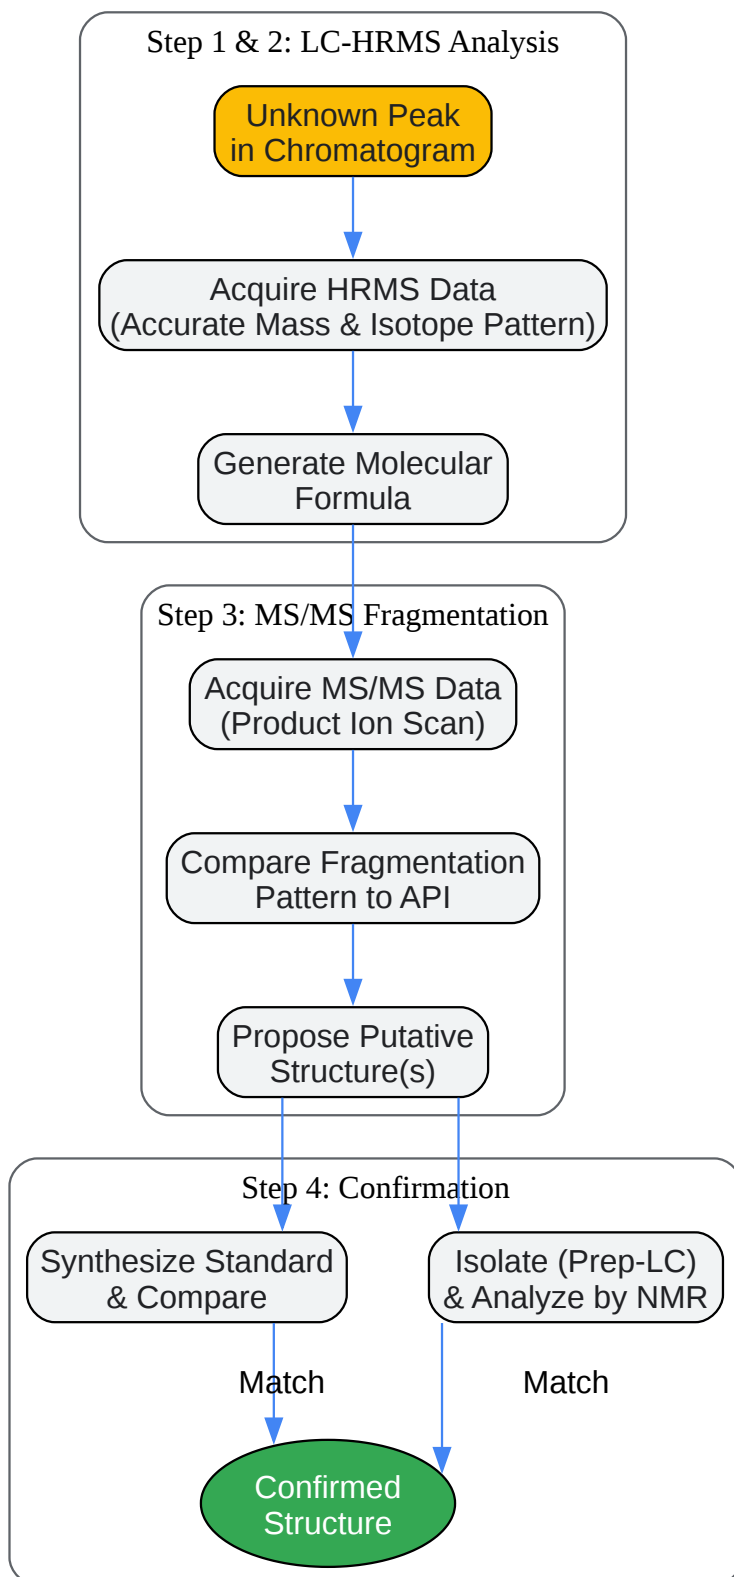 Step 1 & 2: LC-HRMS Analysis
Unknown Peak
in Chromatogram
Acquire HRMS Data
(Accurate Mass & Isotope Pattern)
Generate Molecular
Formula
Step 3: MS/MS Fragmentation
Acquire MS/MS Data
(Product Ion Scan)
Compare Fragmentation
Pattern to API
Propose Putative
Structure(s)
Step 4: Confirmation
Synthesize Standard
& Compare
Isolate (Prep-LC)
& Analyze by NMR
Match
Match
Confirmed
Structure